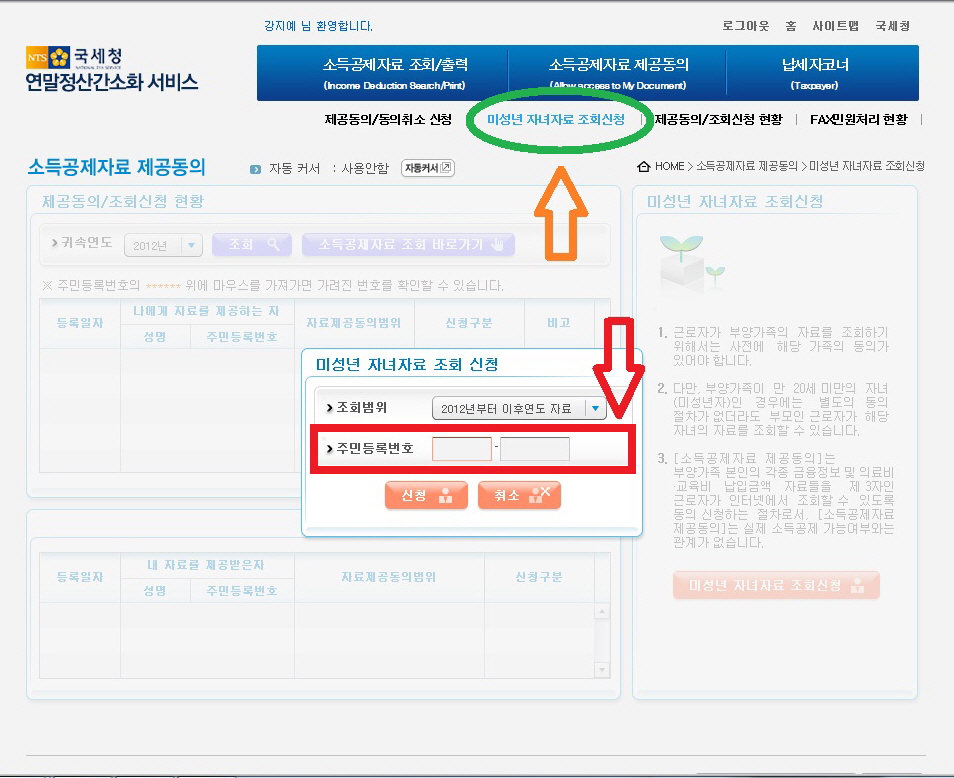 강지예 님 환영합니다.
로그아웃 홈 사이트맵 국세청
NTS 국세청
NATIONAL TAX SERVICE
연말정산간소화 서비스
소득공제자료 조회/출력 소득공제자료 제공동의 납세자코너
(Income Deduction Search/Print) (Allow access to My Document) (Taxpayer)
제공동의/동의취소 신청 미성년 자녀자료 조회신청 제공동의/조회신청 현황 FAX민원처리 현황
소득공제자료 제공동의
자동 커서 : 사용안함 자동커서
HOME > 소득공제자료 제공동의 > 미성년 자녀자료 조회신청
제공동의/조회신청 현황
귀속연도 2012년 조회 소득공제자료 조회 바로가기
※ 주민등록번호의 ****** 위에 마우스를 가져가면 가려진 번호를 확인할 수 있습니다.
등록일자 나에게 자료를 제공하는 자 자료제공동의범위 신청구분 비고
성명 주민등록번호
미성년 자녀자료 조회 신청
조회범위 2012년부터 이후연도 자료
주민등록번호 -
신청 취소
등록일자 내 자료를 제공받은자 자료제공동의범위 신청구분
성명 주민등록번호
미성년 자녀자료 조회신청
1. 근로자가 부양가족의 자료를 조회하기
위해서는 사전에 해당 가족의 동의가
있어야 합니다.
2. 다만, 부양가족이 만 20세 미만의 자녀
(미성년자)인 경우에는 별도의 동의
절차가 없더라도 부모인 근로자가 해당
자녀의 자료를 조회할 수 있습니다.
3. [소득공제자료 제공동의]는
부양가족 본인의 각종 금융정보 및 의료비
·교육비 납입금액 자료들을 제 3자인
근로자가 인터넷에서 조회할 수 있도록
동의 신청하는 절차로서, [소득공제자료
제공동의]는 실제 소득공제 가능여부와는
관계가 없습니다.
미성년 자녀자료 조회신청